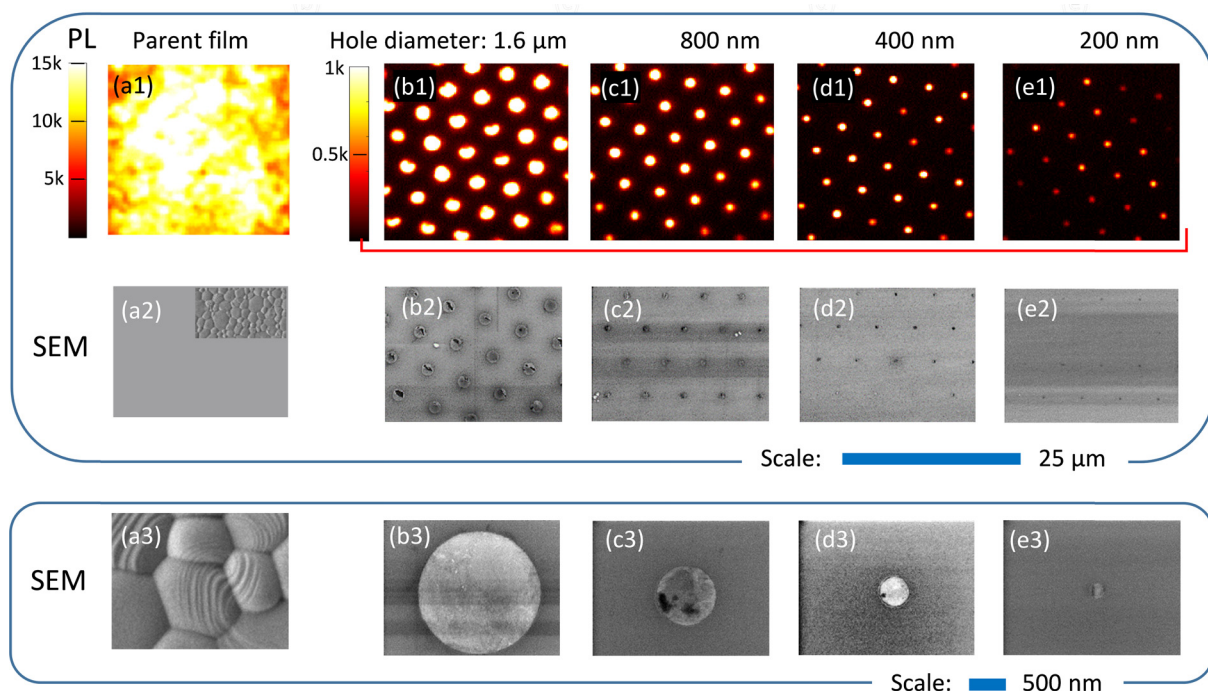 PL Parent film Hole diameter: 1.6 μm 800 nm 400 nm 200 nm
15k
10k
5k
1k
0.5k
(a1) (b1) (c1) (d1) (e1)
SEM
(a2) (b2) (c2) (d2) (e2)
Scale: 25 μm
SEM
(a3) (b3) (c3) (d3) (e3)
Scale: 500 nm